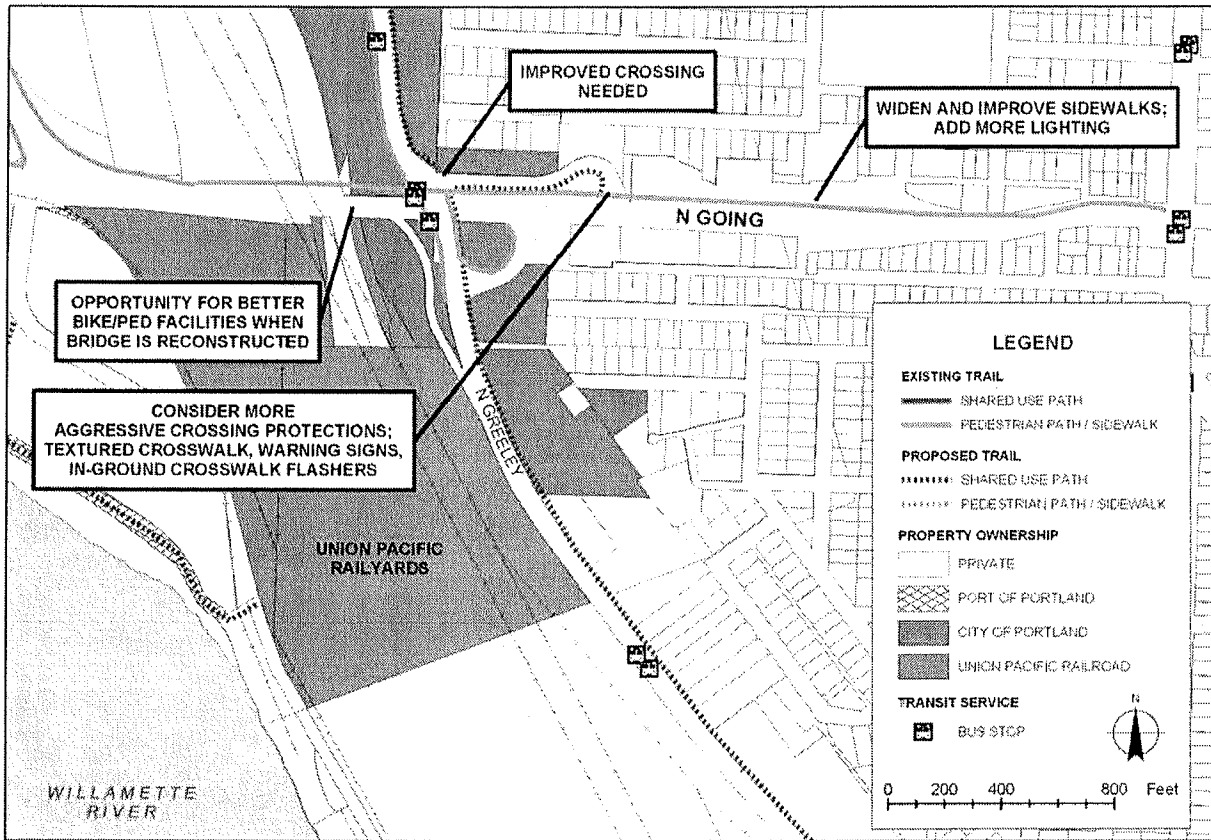 IMPROVED CROSSING
NEEDED
WIDEN AND IMPROVE SIDEWALKS;
ADD MORE LIGHTING
N GOING
OPPORTUNITY FOR BETTER
BIKE/PED FACILITIES WHEN
BRIDGE IS RECONSTRUCTED
CONSIDER MORE
AGGRESSIVE CROSSING PROTECTIONS;
TEXTURED CROSSWALK, WARNING SIGNS,
IN-GROUND CROSSWALK FLASHERS
N GREELEY
UNION PACIFIC
RAILYARDS
WILLAMETTE
RIVER
LEGEND
EXISTING TRAIL
SHARED USE PATH
PEDESTRIAN PATH / SIDEWALK
PROPOSED TRAIL
SHARED USE PATH
PEDESTRIAN PATH / SIDEWALK
PROPERTY OWNERSHIP
PRIVATE
PORT OF PORTLAND
CITY OF PORTLAND
UNION PACIFIC RAILROAD
TRANSIT SERVICE
BUS STOP
N
0 200 400 800 Feet